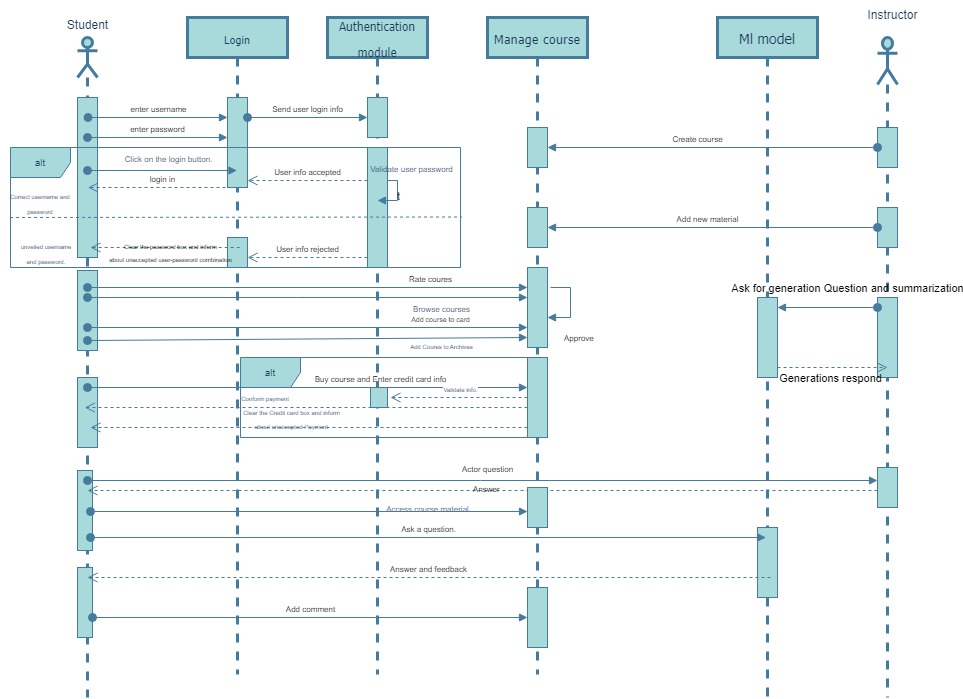 Student
Login
Authentication
module
Manage course
Ml model
Instructor
enter username
Send user login info
enter password
Create course
alt
Click on the login button.
Validate user password
User info accepted
log in
Correct username and
password
Add new material
unvelled username
and password.
Clear the password box and inform
about unaccepted user-password combination
User info rejected
Rate coures
Ask for generation Question and summarization
Browse courses
Add course to card
Approve
Add Coures to Archives
alt
Buy course and Enter credit card info
Generations respond
Validate info.
Conform payment
Clear the Credit card box and inform
about unaccepted Payment
Actor question
Answer
Access course material
Ask a question.
Answer and feedback
Add comment